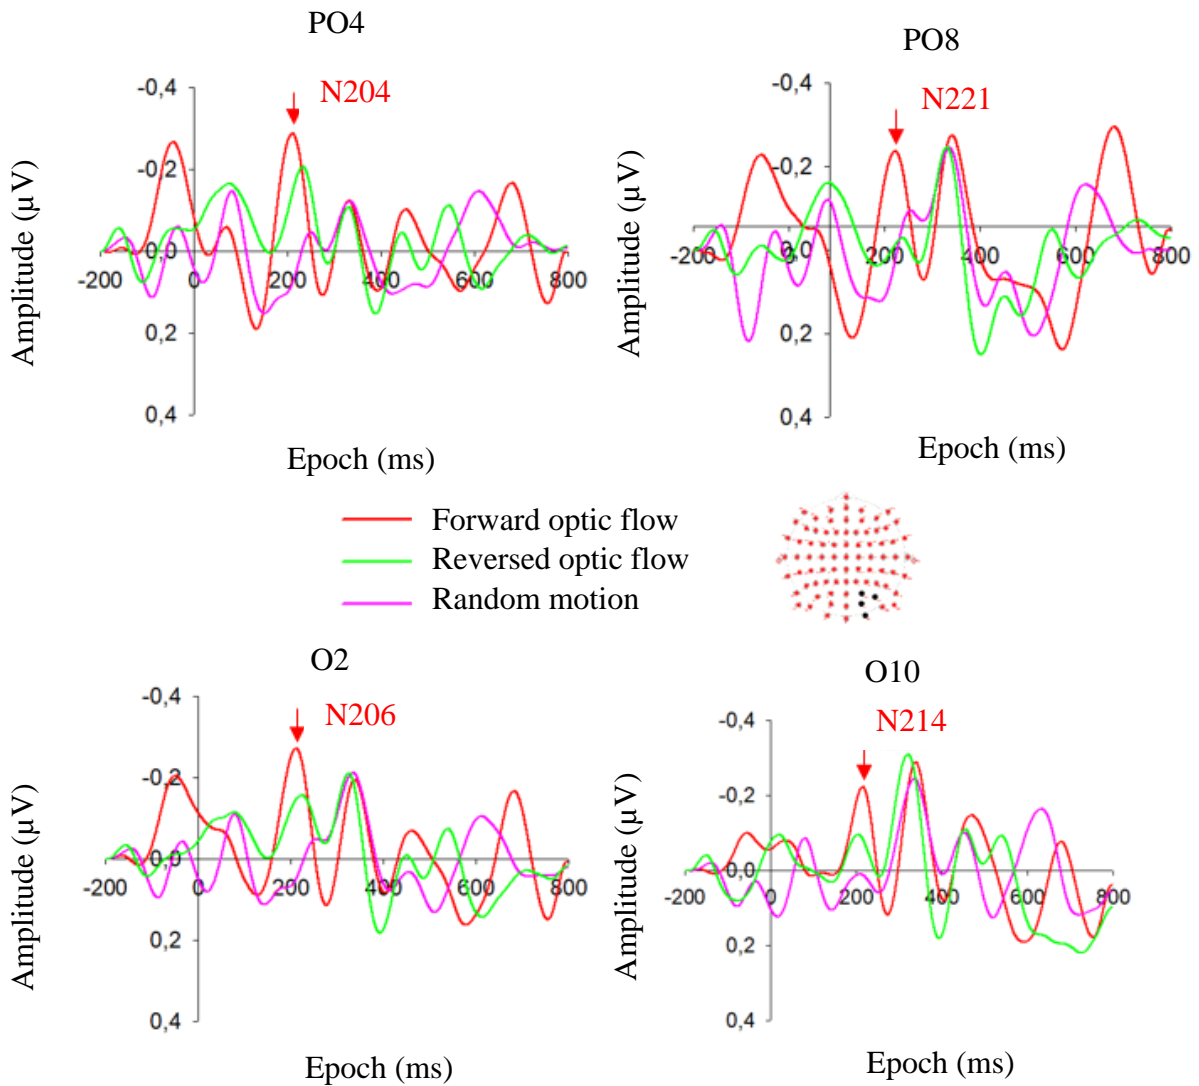 PO4
-0,4
-0,2
0,0
0,2
0,4
-200
0
200
400
600
800
N204
Amplitude (µV)
Epoch (ms)
PO8
-0,4
-0,2
0,0
0,2
0,4
-200
0
200
400
600
800
N221
Amplitude (µV)
Epoch (ms)
Forward optic flow
Reversed optic flow
Random motion
O2
-0,4
-0,2
0,0
0,2
0,4
-200
0
200
400
600
800
N206
Amplitude (µV)
Epoch (ms)
O10
-0,4
-0,2
0,0
0,2
0,4
-200
0
200
400
600
800
N214
Amplitude (µV)
Epoch (ms)